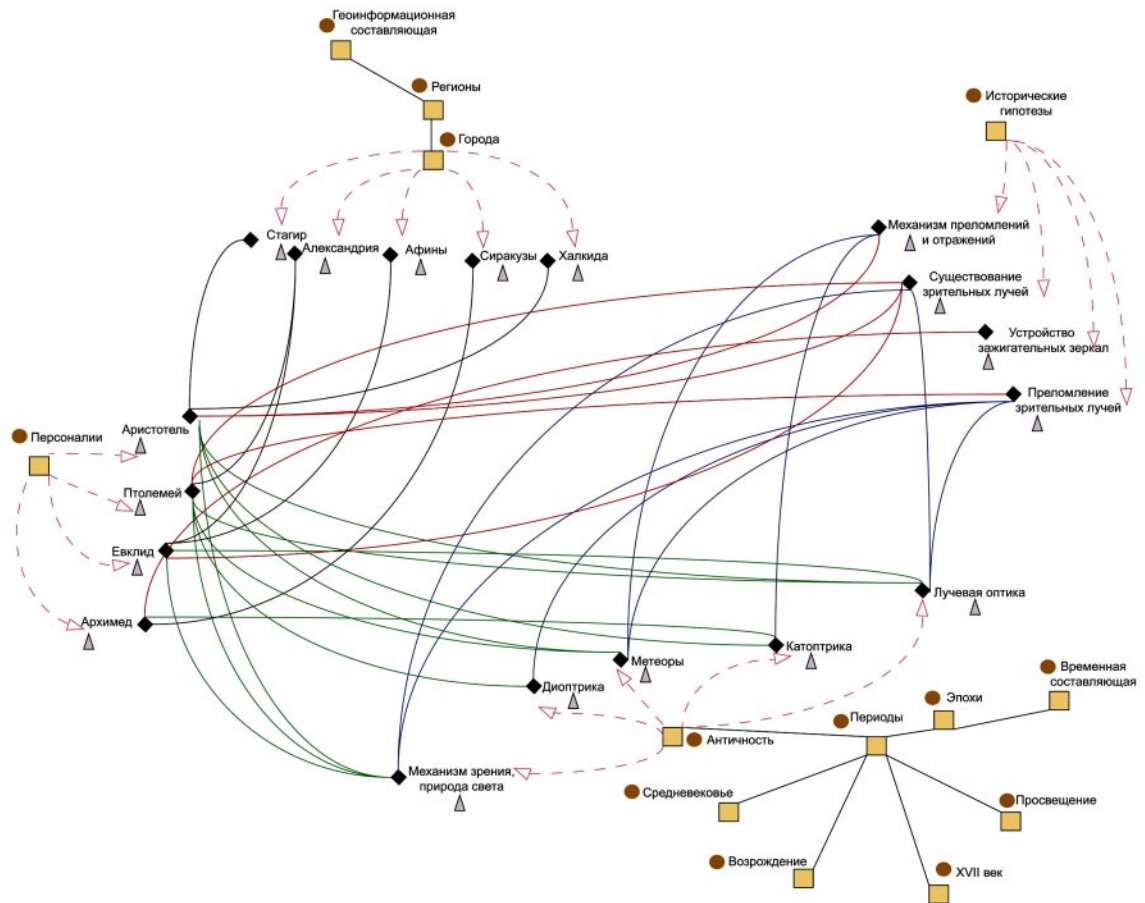 Геоинформационная
составляющая
Регионы
Города
Исторические
гипотезы
Стагир
Александрия
Афины
Сиракузы
Халкида
Механизм преломлений
и отражений
Существование
зрительных лучей
Устройство
зажигательных зеркал
Преломление
зрительных лучей
Персоналии
Аристотель
Птолемей
Евклид
Архимед
Лучевая оптика
Катоптрика
Метеоры
Диоптрика
Механизм зрения,
природа света
Античность
Периоды
Эпохи
Временная
составляющая
Средневековье
Просвещение
Возрождение
XVII век